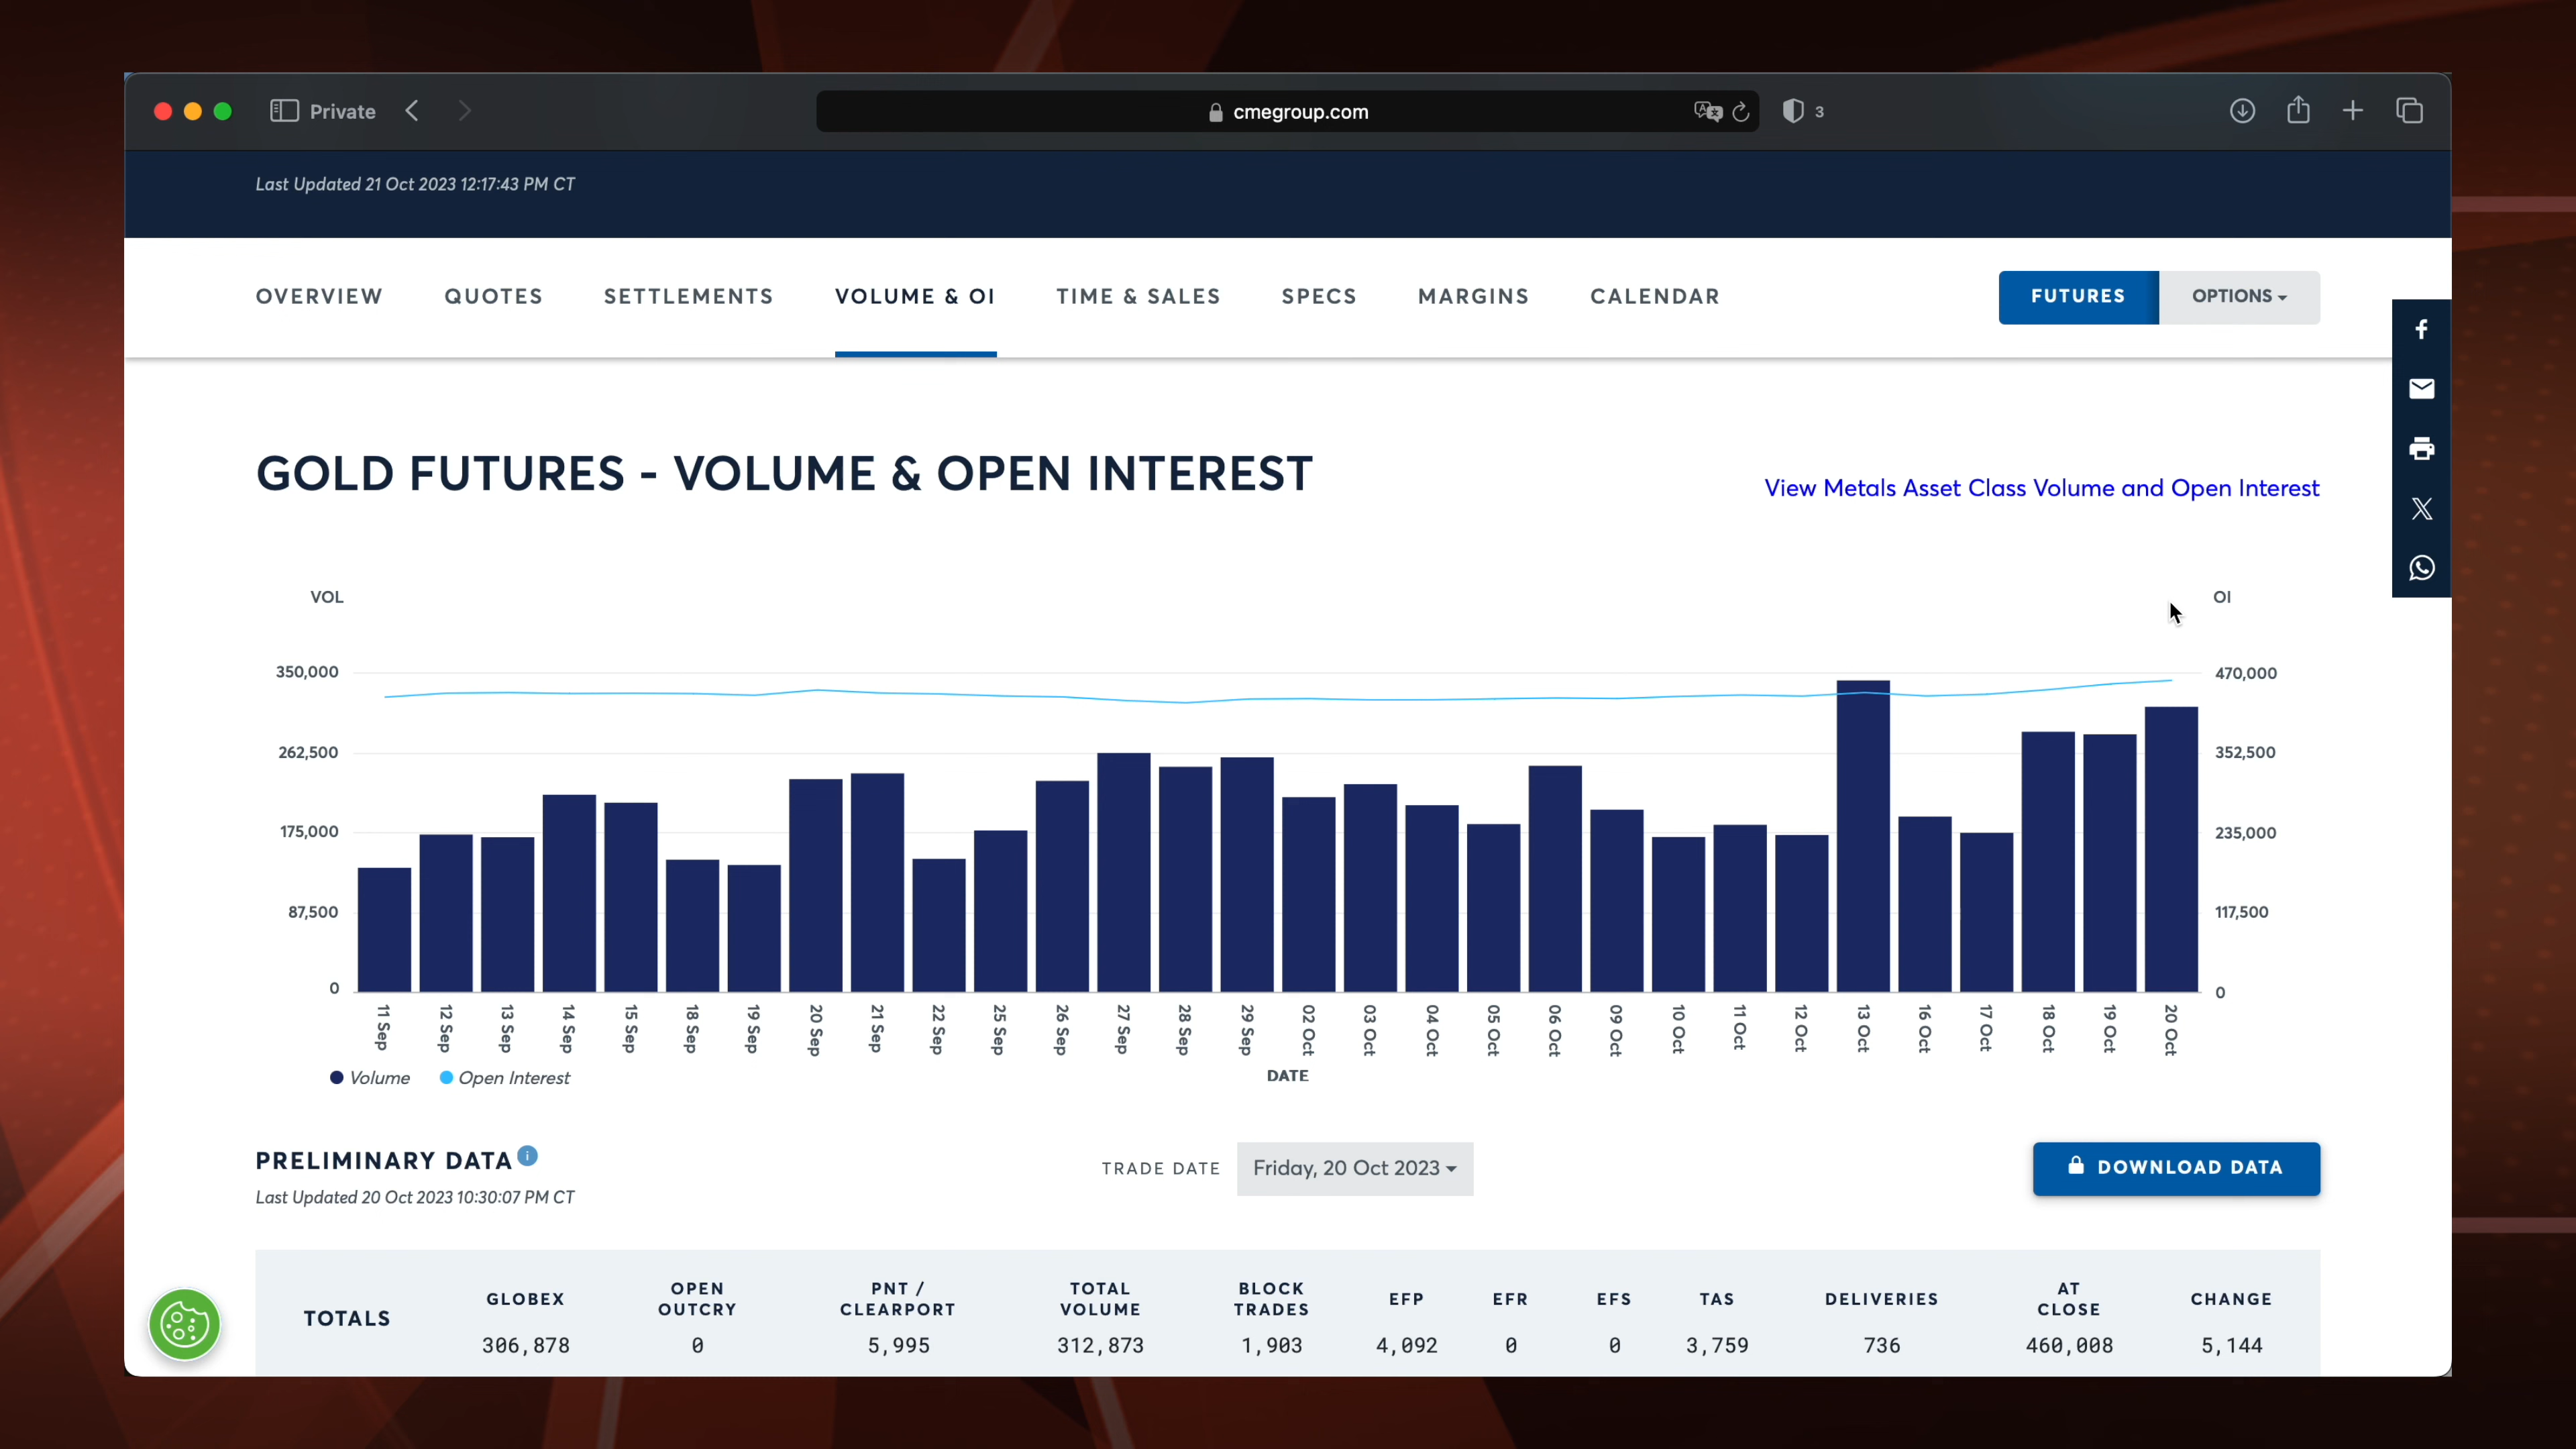 Private
cmegroup.com
3
Last Updated 21 Oct 2023 12:17:43 PM CT
OVERVIEW QUOTES SETTLEMENTS VOLUME & OI TIME & SALES SPECS MARGINS CALENDAR FUTURES OPTIONS
GOLD FUTURES - VOLUME & OPEN INTEREST
View Metals Asset Class Volume and Open Interest
VOL OI
350,000 470,000
262,500 352,500
175,000 235,000
87,500 117,500
0 0
11 Sep 12 Sep 13 Sep 14 Sep 15 Sep 18 Sep 19 Sep 20 Sep 21 Sep 22 Sep 25 Sep 26 Sep 27 Sep 28 Sep 29 Sep 02 Oct 03 Oct 04 Oct 05 Oct 06 Oct 09 Oct 10 Oct 11 Oct 12 Oct 13 Oct 16 Oct 17 Oct 18 Oct 19 Oct 20 Oct
Volume Open Interest DATE
PRELIMINARY DATA
Last Updated 20 Oct 2023 10:30:07 PM CT
TRADE DATE Friday, 20 Oct 2023
DOWNLOAD DATA
TOTALS GLOBEX OPEN OUTCRY PNT / CLEARPORT TOTAL VOLUME BLOCK TRADES EFP EFR EFS TAS DELIVERIES AT CLOSE CHANGE
306,878 0 5,995 312,873 1,903 4,092 0 0 3,759 736 460,008 5,144